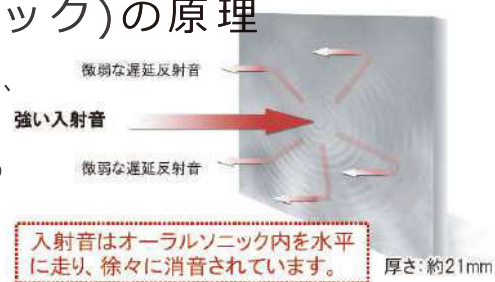 ック)の原理
微弱な遅延反射音
、
強い入射音
微弱な遅延反射音
入射音はオーラルソニック内を水平
に走り、徐々に消音されています。
厚さ：約21mm